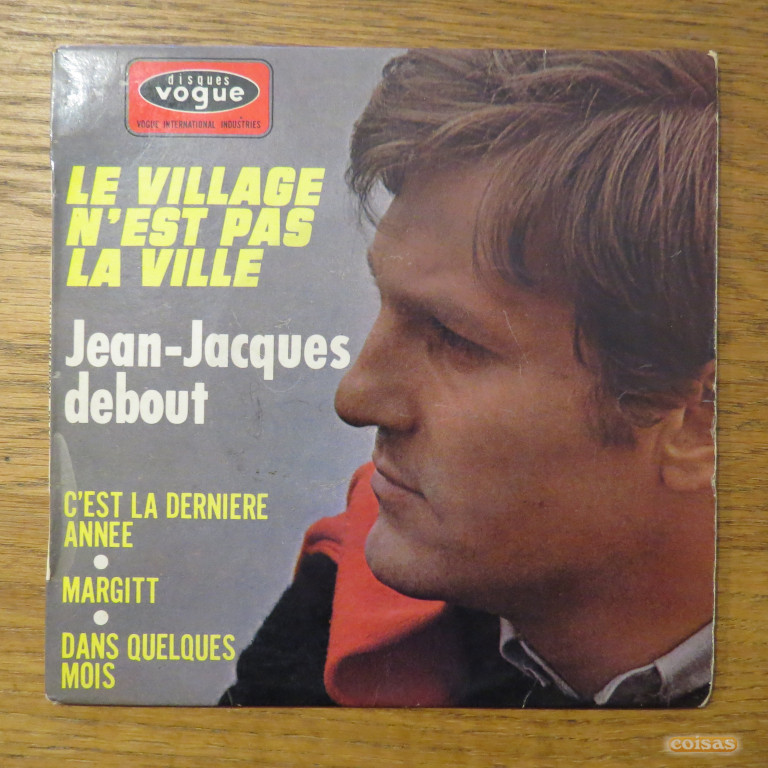 disques
vogue
VOGUE INTERNATIONAL INDUSTRIES
LE VILLAGE
N'EST PAS
LA VILLE
Jean-Jacques
debout
C'EST LA DERNIERE
ANNEE
MARGITT
DANS QUELQUES
MOIS
coisas